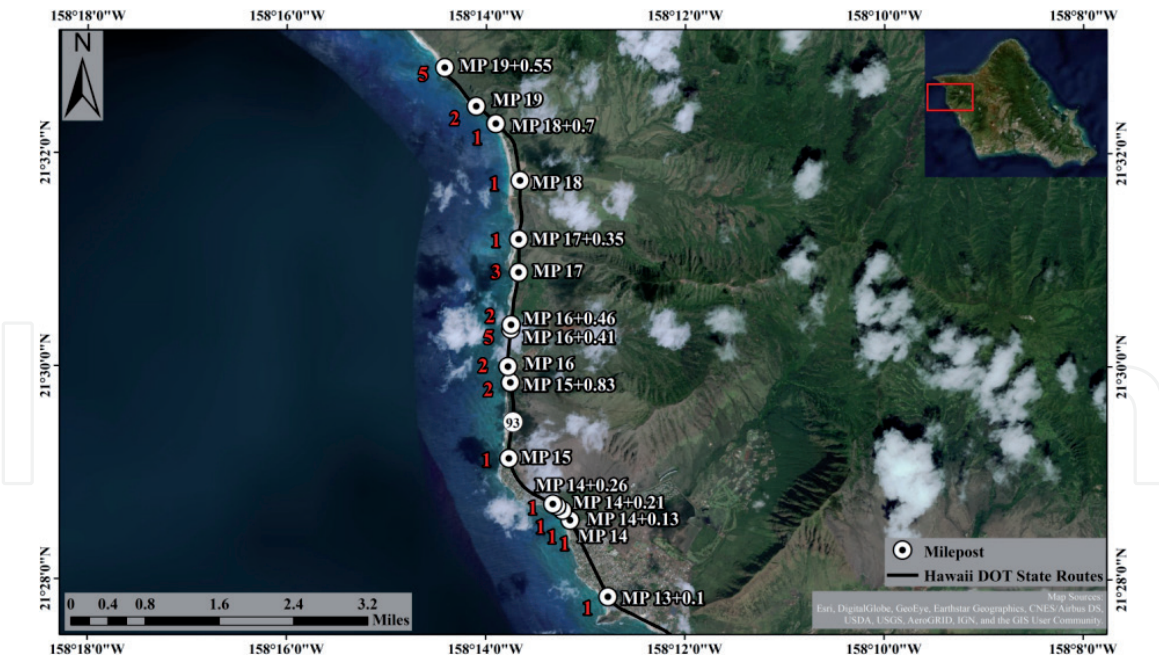 158°18'0"W 158°16'0"W 158°14'0"W 158°12'0"W 158°10'0"W 158°8'0"W
N
5 MP 19+0.55
2 MP 19
1 MP 18+0.7
21°32'0"N 21°32'0"N
1 MP 18
1 MP 17+0.35
3 MP 17
2 MP 16+0.46
5 MP 16+0.41
21°30'0"N 21°30'0"N
2 MP 16
2 MP 15+0.83
93
1 MP 15
MP 14+0.26
1 MP 14+0.21
1 MP 14+0.13
1 MP 14
1
21°28'0"N 21°28'0"N
1 MP 13+0.1
Milepost
Hawaii DOT State Routes
Map Sources:
Esri, DigitalGlobe, GeoEye, Earthstar Geographics, CNES/Airbus DS,
USDA, USGS, AeroGRID, IGN, and the GIS User Community.
0 0.4 0.8 1.6 2.4 3.2
Miles
158°18'0"W 158°16'0"W 158°14'0"W 158°12'0"W 158°10'0"W 158°8'0"W